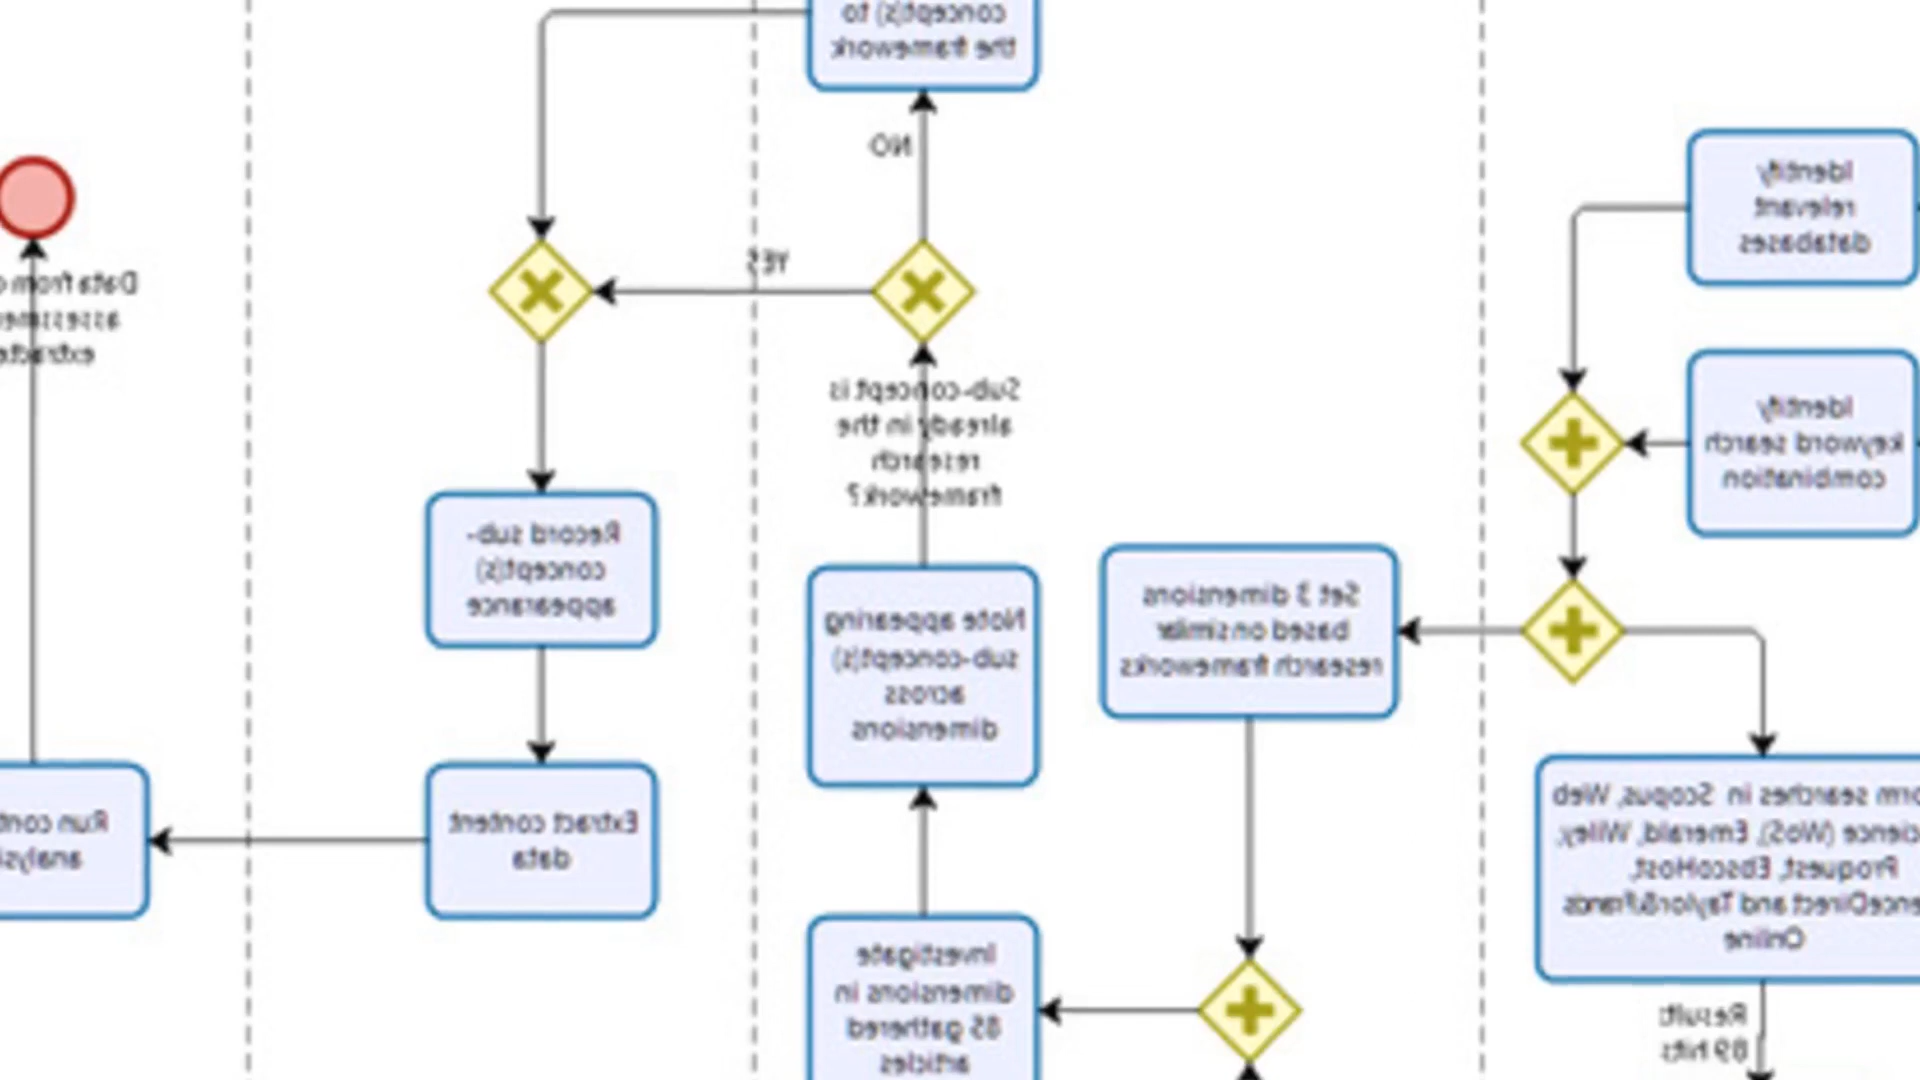 concept(s) to
the framework
NO
YES
Identify
relevant
databases
Data from
Sub-concept is
already in the
research
framework?
Identify
keyword search
combination
Record sub-
concept(s)
appearance
Note appearing
sub-concept(s)
across
dimensions
Set 3 dimensions
based on similar
research frameworks
Run
Extract content
data
searches in Scopus, Web
(WoS), Emerald, Wiley,
Proquest, EbscoHost,
and Taylor&Francis
Online
Investigate
dimensions in
85 gathered
articles
Result:
89 hits